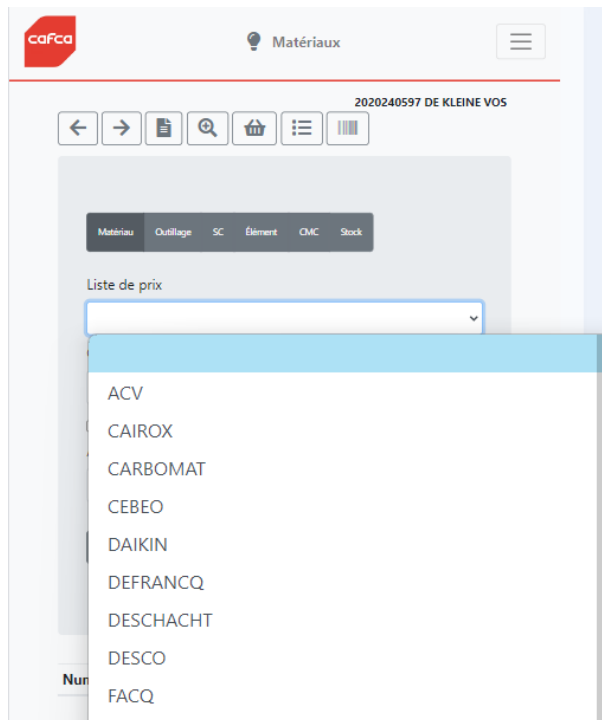 cafca
Matériaux
2020240597 DE KLEINE VOS
Matériau Outillage SC Élément CMC Stock
Liste de prix
ACV
CAIROX
CARBOMAT
CEBEO
DAIKIN
DEFRANCQ
DESCHACHT
DESCO
FACQ